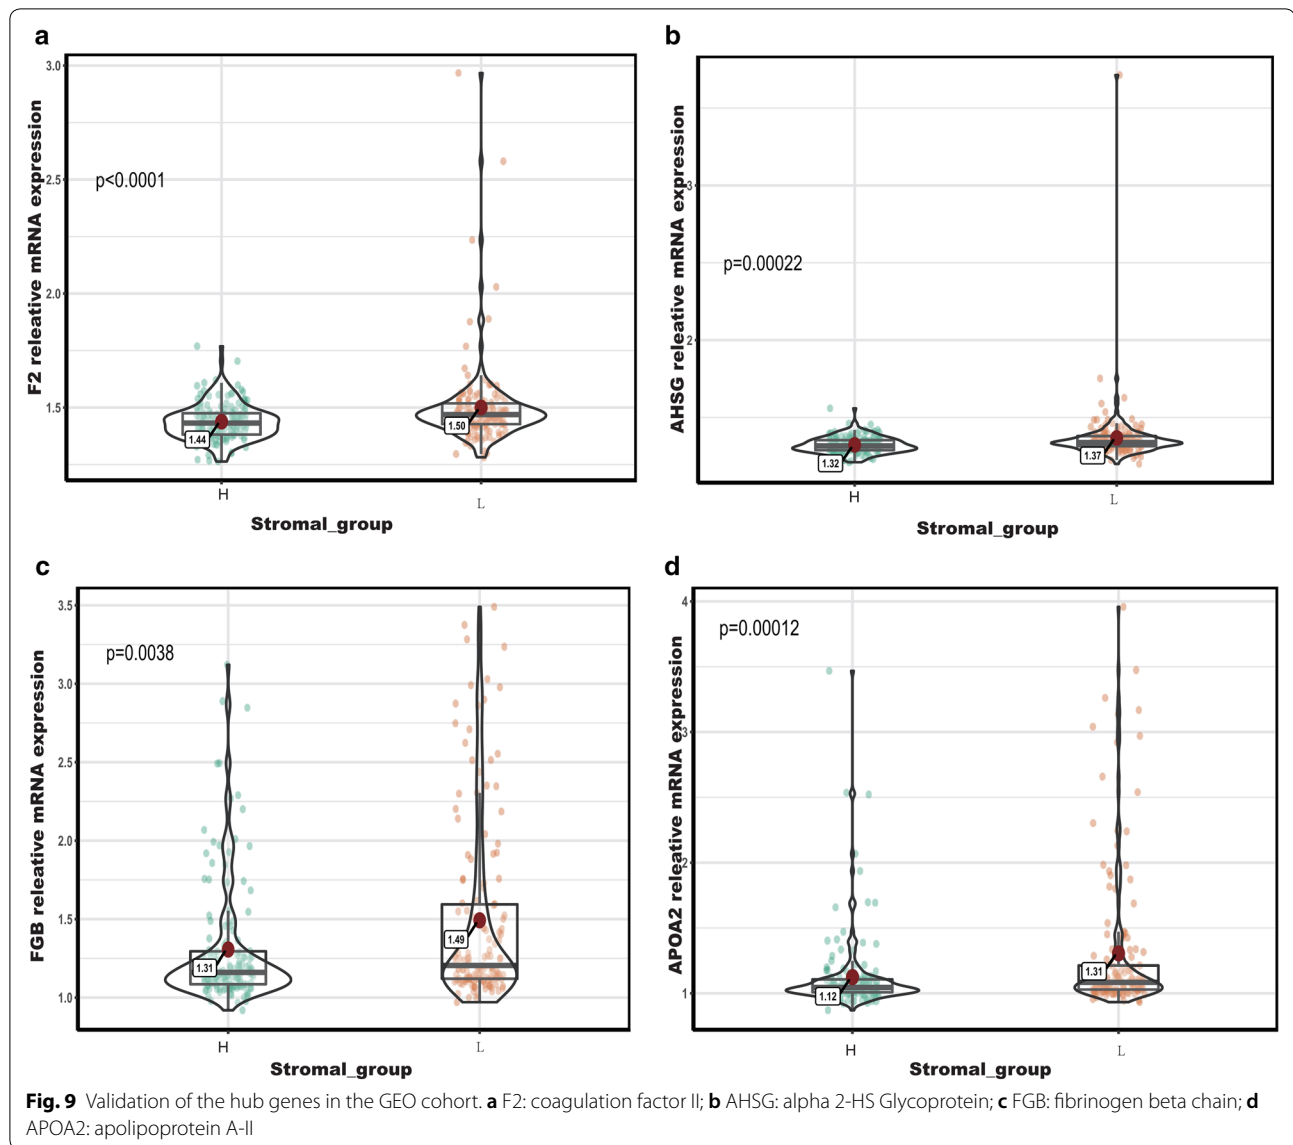 a
3.0
2.5
2.0
1.5
F2 releative mRNA expression
p<0.0001
1.44
1.50
H
L
Stromal_group
b
3
2
AHSG releative mRNA expression
p=0.00022
1.32
1.37
H
L
Stromal_group
c
3.5
3.0
2.5
2.0
1.5
1.0
FGB releative mRNA expression
p=0.0038
1.31
1.49
H
L
Stromal_group
d
4
3
2
1
APOA2 releative mRNA expression
p=0.00012
1.12
1.31
H
L
Stromal_group
Fig. 9 Validation of the hub genes in the GEO cohort. a F2: coagulation factor II; b AHSG: alpha 2-HS Glycoprotein; c FGB: fibrinogen beta chain; d
APOA2: apolipoprotein A-II